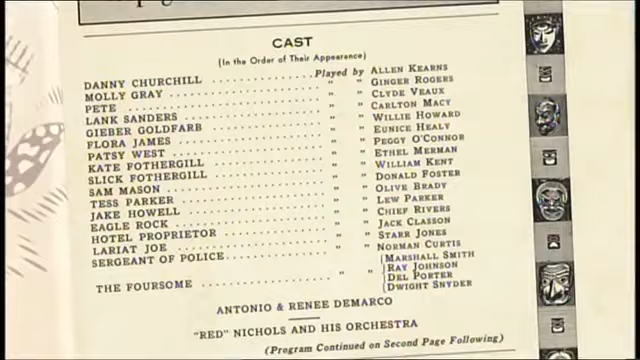 CAST
(In the Order of Their Appearance)
DANNY CHURCHILL .................. Played by ALLEN KEARNS
MOLLY GRAY .................. " " GINGER ROGERS
PETE .................. " " CLYDE VEAUX
LANK SANDERS .................. " " CARLTON MACY
GIEBER GOLDFARB .................. " " WILLIE HOWARD
FLORA JAMES .................. " " EUNICE HEALY
PATSY WEST .................. " " PEGGY O'CONNOR
KATE FOTHERGILL .................. " " ETHEL MERMAN
SLICK FOTHERGILL .................. " " WILLIAM KENT
SAM MASON .................. " " DONALD FOSTER
TESS PARKER .................. " " OLIVE BRADY
JAKE HOWELL .................. " " LEW PARKER
EAGLE ROCK .................. " " CHIEF RIVERS
HOTEL PROPRIETOR .................. " " JACK CLASSON
LARIAT JOE .................. " " STARR JONES
SERGEANT OF POLICE .................. " " NORMAN CURTIS
THE FOURSOME .................. " " {MARSHALL SMITH
RAY JOHNSON
DEL PORTER
DWIGHT SNYDER
ANTONIO & RENEE DEMARCO
"RED" NICHOLS AND HIS ORCHESTRA
(Program Continued on Second Page Following)